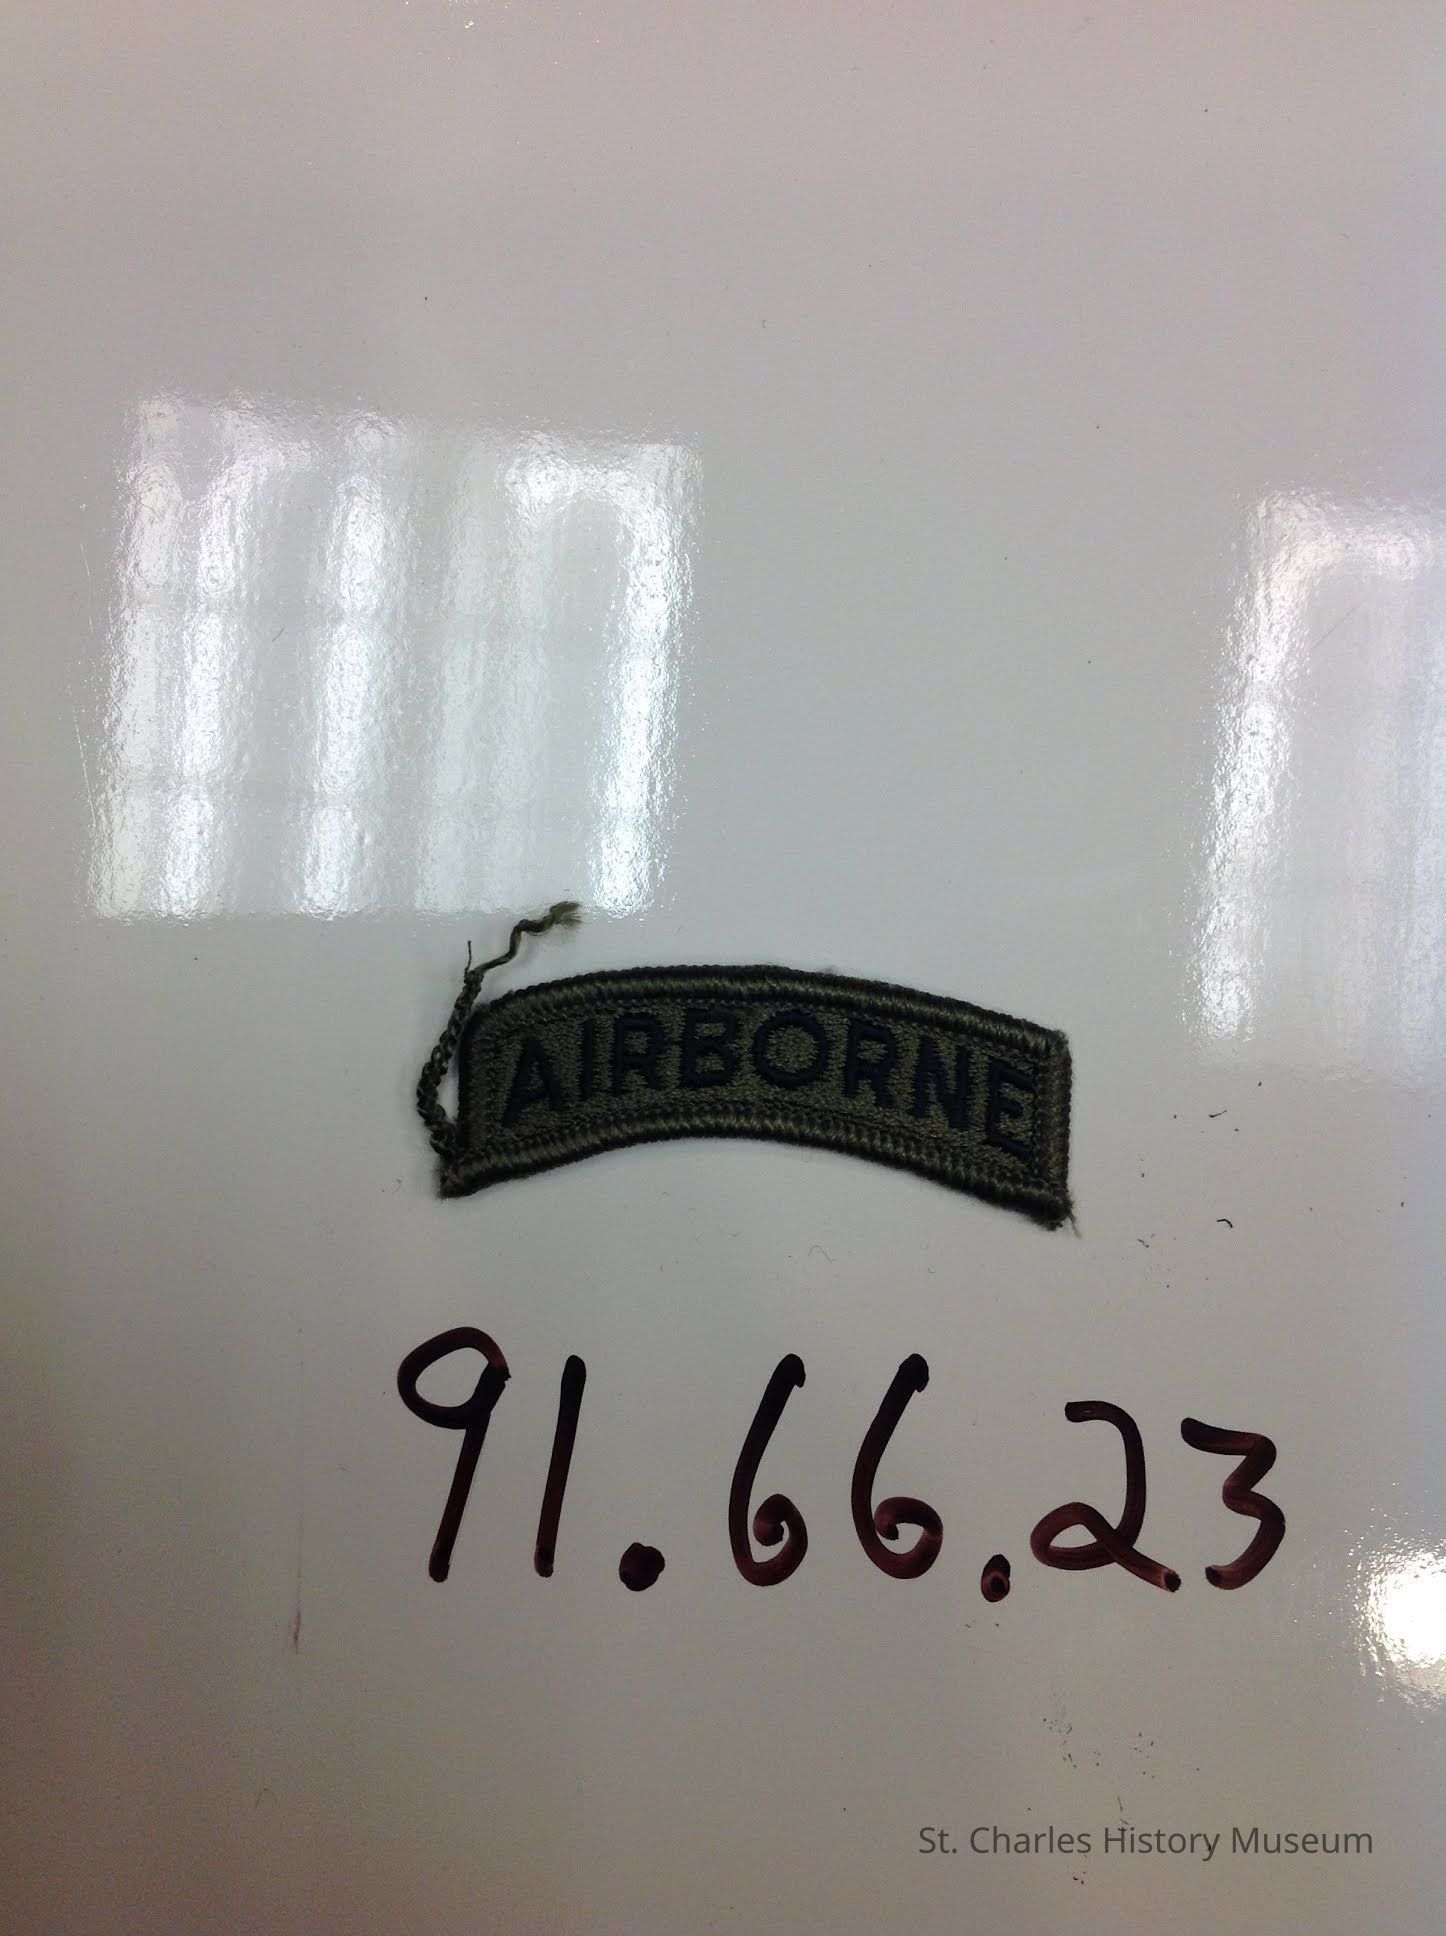 AIRBORNE
91.66.23
St. Charles History Museum